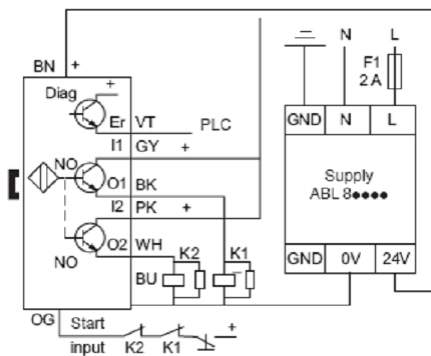 BN +
Diag +
Er VT PLC
I1 GY +
NO
O1 BK
I2 PK +
O2 WH
NO
BU
K2 K1
OG Start
input K2 K1 +
N L
F1
2 A
GND N L
Supply
ABL 8●●●●
GND 0V 24V